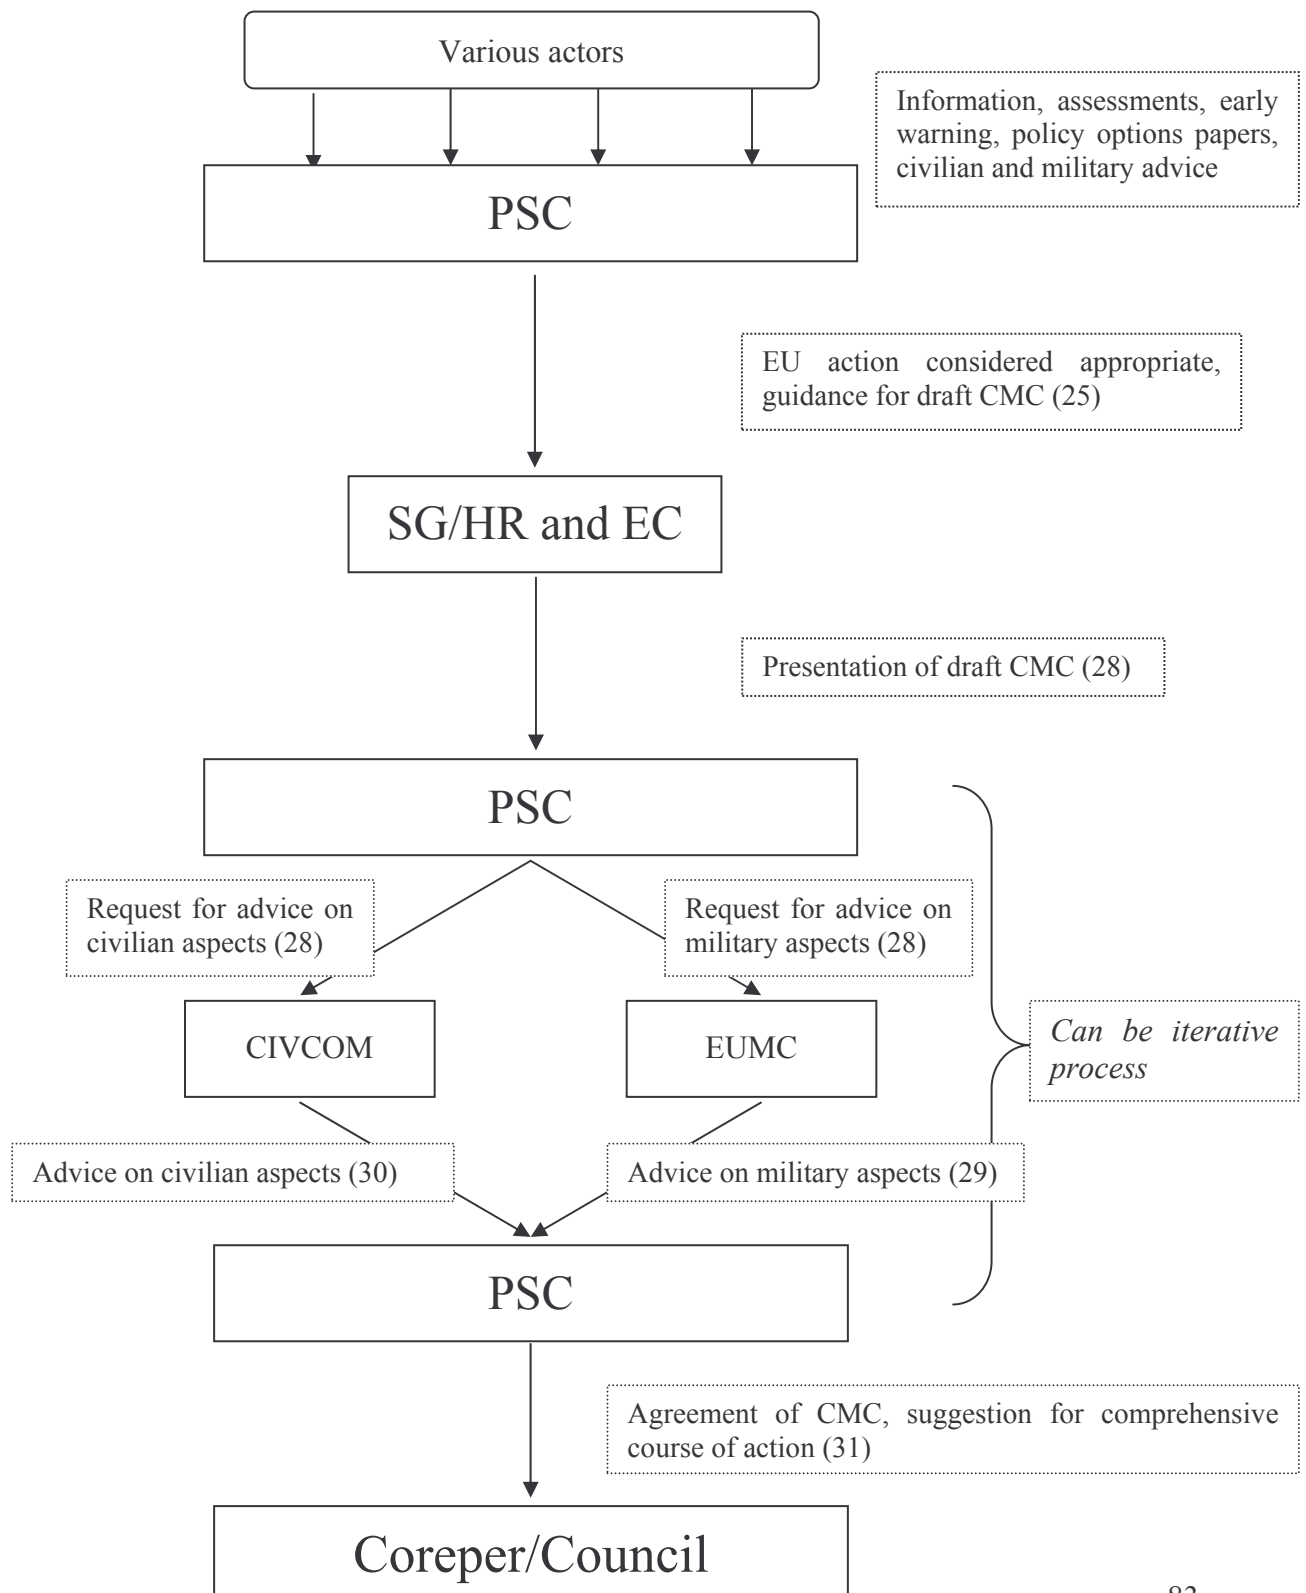 Various actors
Information, assessments, early
warning, policy options papers,
civilian and military advice
PSC
EU action considered appropriate,
guidance for draft CMC (25)
SG/HR and EC
Presentation of draft CMC (28)
PSC
Request for advice on
civilian aspects (28)
Request for advice on
military aspects (28)
CIVCOM
EUMC
Can be iterative
process
Advice on civilian aspects (30)
Advice on military aspects (29)
PSC
Agreement of CMC, suggestion for comprehensive
course of action (31)
Coreper/Council